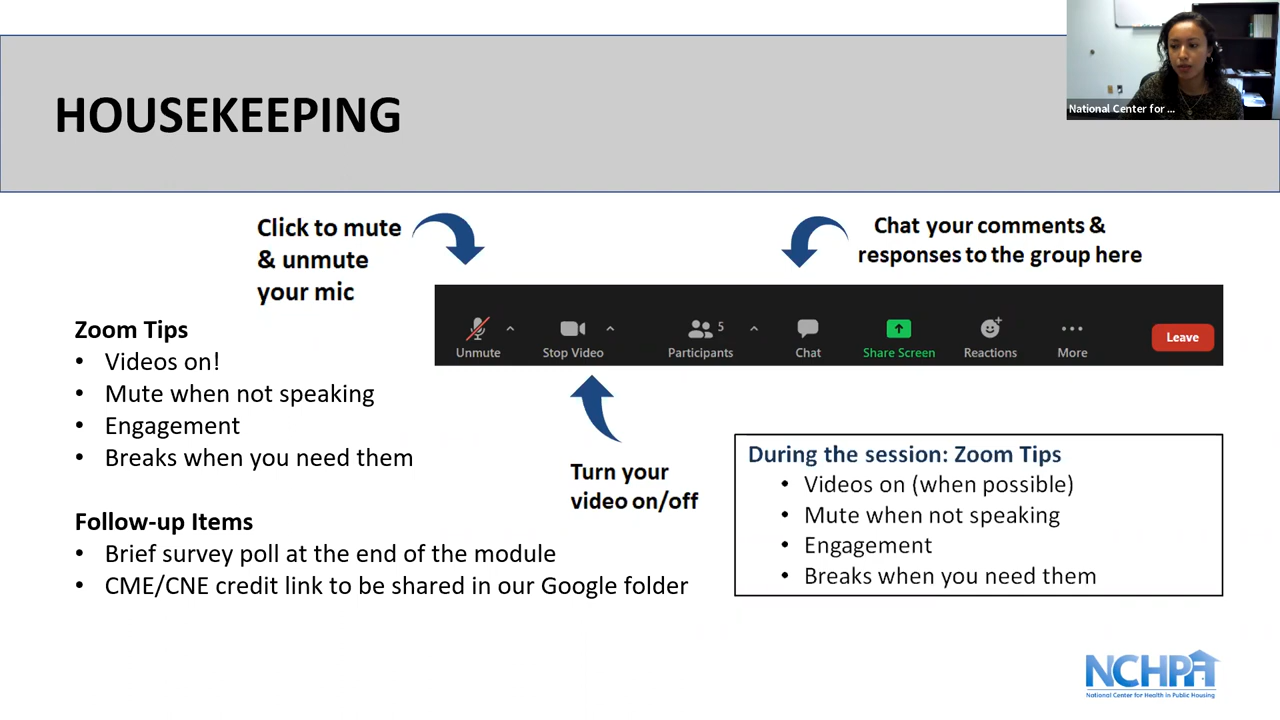 National Center for ...
HOUSEKEEPING
Click to mute
& unmute
your mic
Chat your comments &
responses to the group here
Unmute
Stop Video
5
Participants
Chat
Share Screen
Reactions
More
Leave
Zoom Tips
• Videos on!
• Mute when not speaking
• Engagement
• Breaks when you need them
Turn your
video on/off
During the session: Zoom Tips
• Videos on (when possible)
• Mute when not speaking
• Engagement
• Breaks when you need them
Follow-up Items
• Brief survey poll at the end of the module
• CME/CNE credit link to be shared in our Google folder
NCHPH
National Center for Health in Public Housing